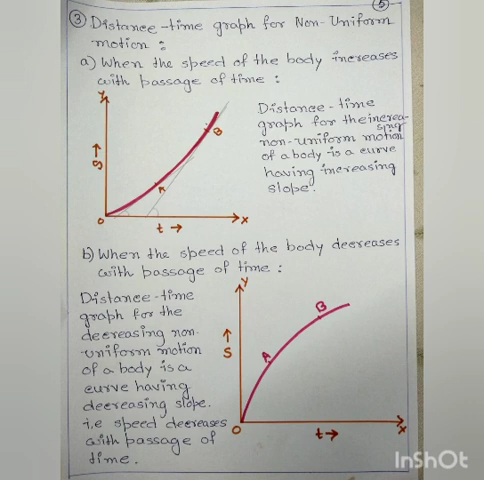 5
3 Distance-time graph for Non-Uniform
motion :
a) When the speed of the body increases
with passage of time :
Y
S →
O
A
B
t →
X
Distance-time
graph for the increa-
sing
non-uniform motion
of a body is a curve
having increasing
slope.
b) When the speed of the body decreases
with passage of time :
Distance-time
graph for the
decreasing non-
uniform motion
of a body is a
curve having
decreasing slope.
i.e speed decreases
with passage of
time.
Y
S →
A
B
O
t →
X
InShOt